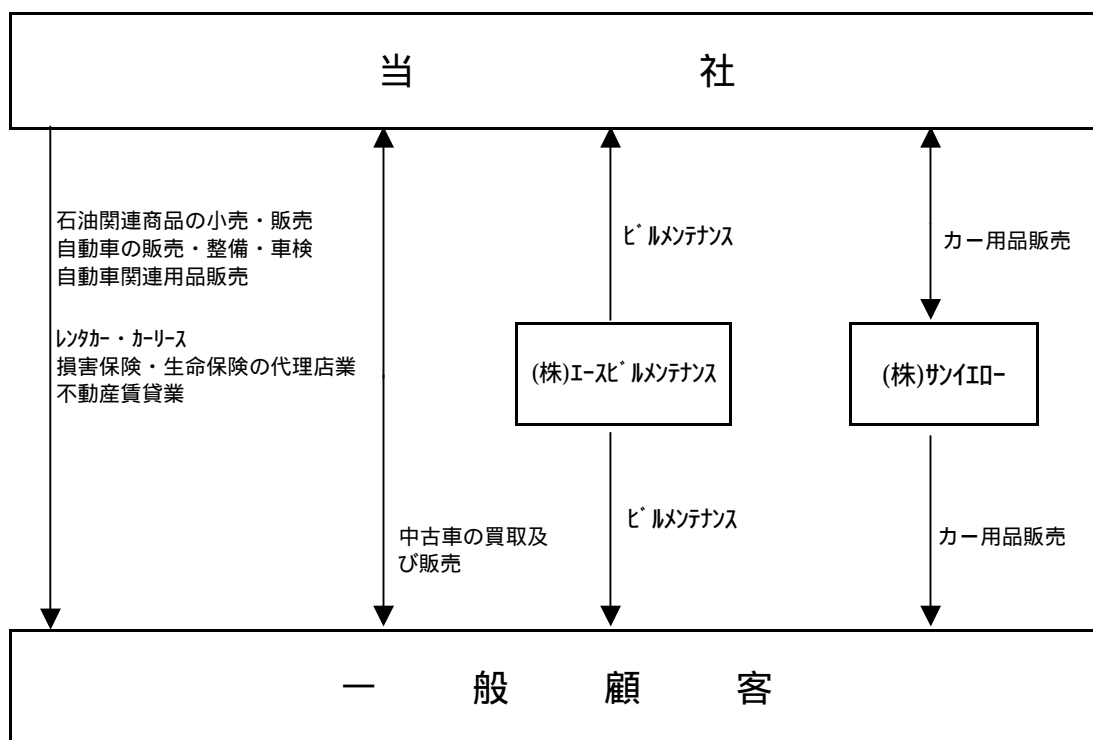 当 社
石油関連商品の小売・販売
自動車の販売・整備・車検
自動車関連用品販売
ﾚﾝﾀｶｰ・ｶｰﾘｰｽ
損害保険・生命保険の代理店業
不動産賃貸業
中古車の買取及
び販売
ﾋﾞﾙﾒﾝﾃﾅﾝｽ
(株)ｴｰｽﾋﾞﾙﾒﾝﾃﾅﾝｽ
ﾋﾞﾙﾒﾝﾃﾅﾝｽ
カー用品販売
(株)ｻﾝｲｴﾛｰ
カー用品販売
一 般 顧 客